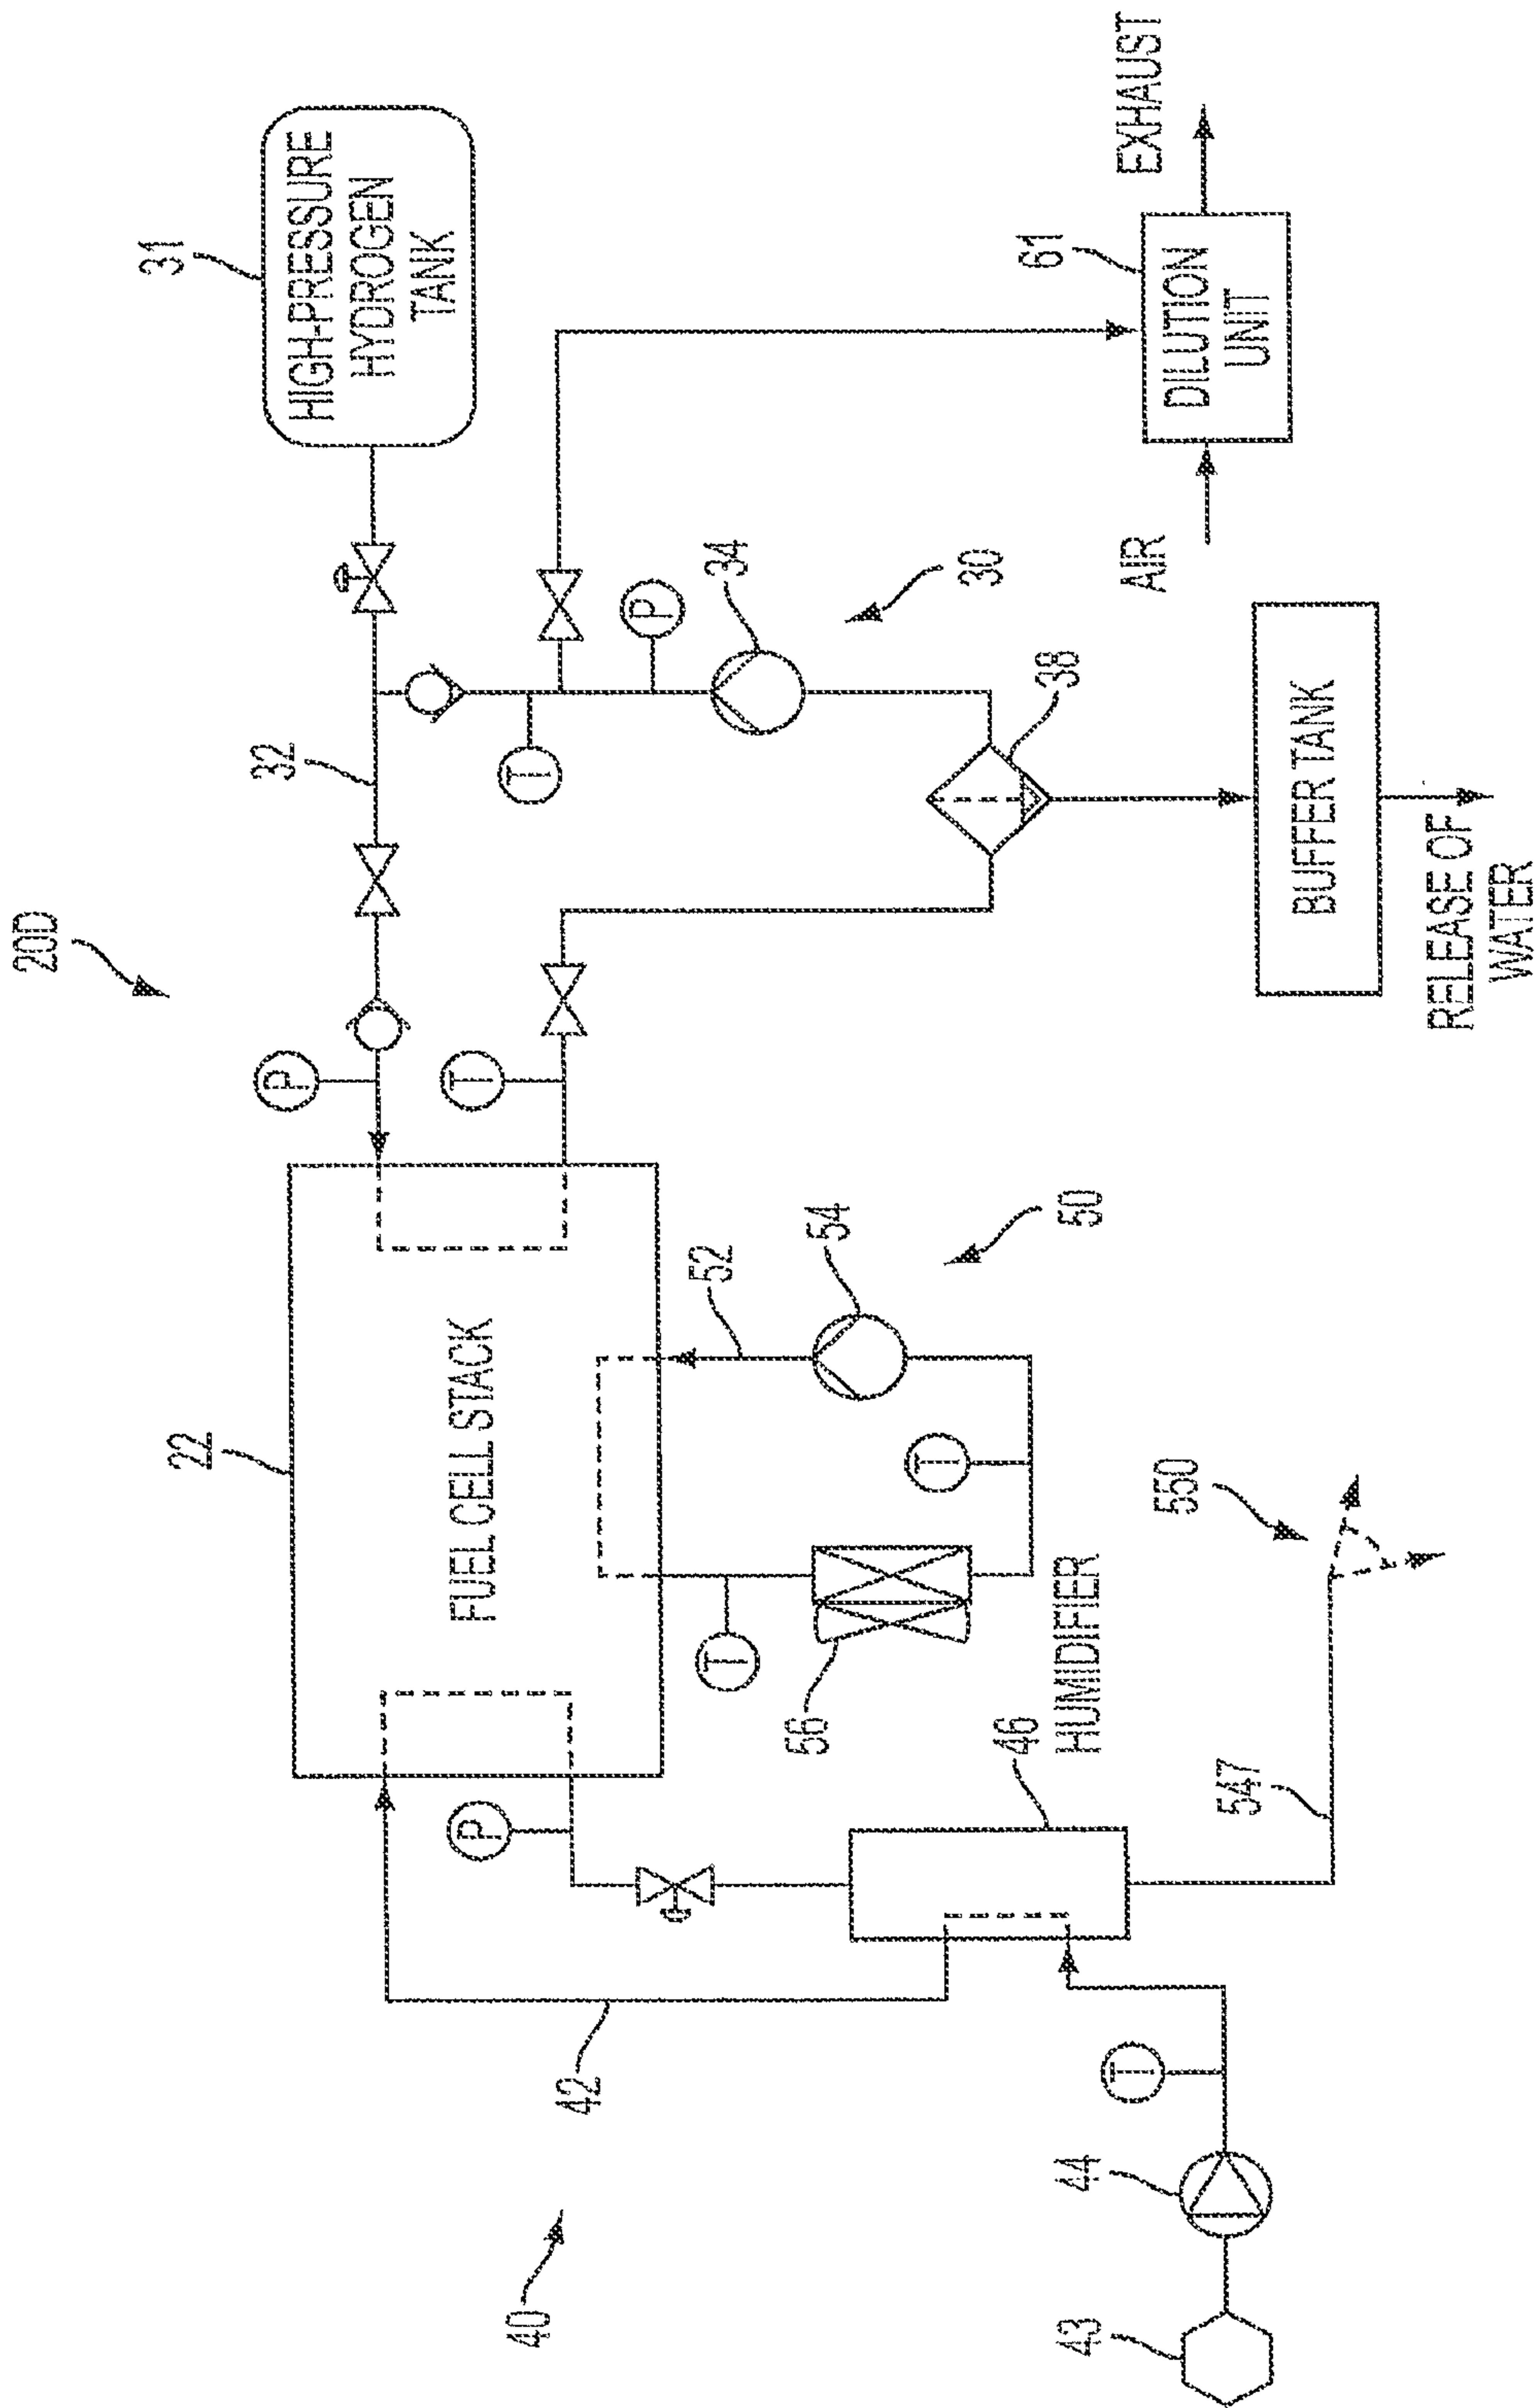 20D
31
HIGH-PRESSURE
HYDROGEN
TANK
32
P
T
T
P
34
30
38
61
DILUTION
UNIT
EXHAUST
AIR
BUFFER TANK
RELEASE OF
WATER
22
FUEL CELL STACK
52
54
50
T
T
56
P
46
HUMIDIFIER
550
547
42
40
T
44
43